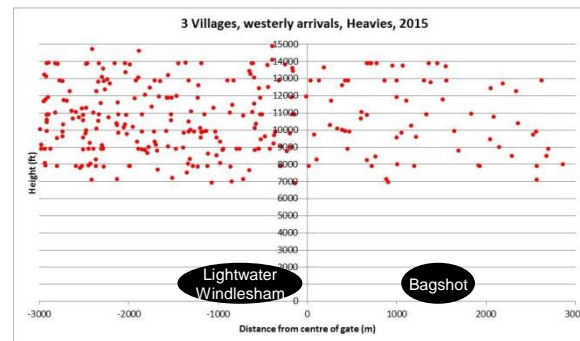 3 Villages, westerly arrivals, Heavies, 2015
Height (ft)
15000
14000
13000
12000
11000
10000
9000
8000
7000
6000
5000
4000
3000
2000
1000
0
Lightwater
Windlesham
Bagshot
-3000 -2000 -1000 0 1000 2000 3000
Distance from centre of gate (m)